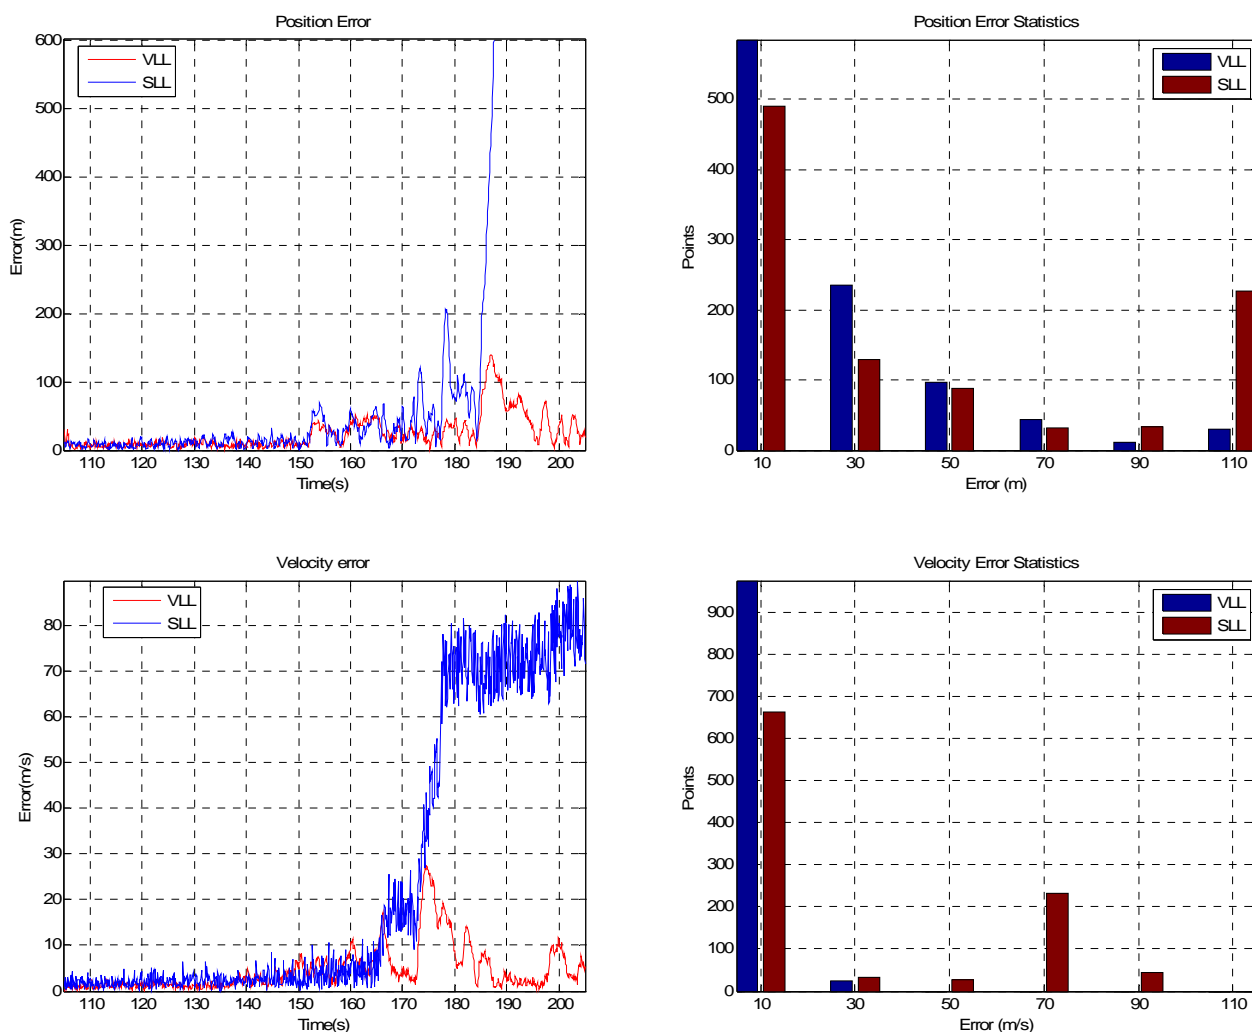 Position Error
600
500
400
300
200
100
0
Error(m)
VLL
SLL
110 120 130 140 150 160 170 180 190 200
Time(s)
Position Error Statistics
500
400
300
200
100
0
Points
VLL
SLL
10 30 50 70 90 110
Error (m)
Velocity error
80
70
60
50
40
30
20
10
0
Error(m/s)
VLL
SLL
110 120 130 140 150 160 170 180 190 200
Time(s)
Velocity Error Statistics
900
800
700
600
500
400
300
200
100
0
Points
VLL
SLL
10 30 50 70 90 110
Error (m/s)